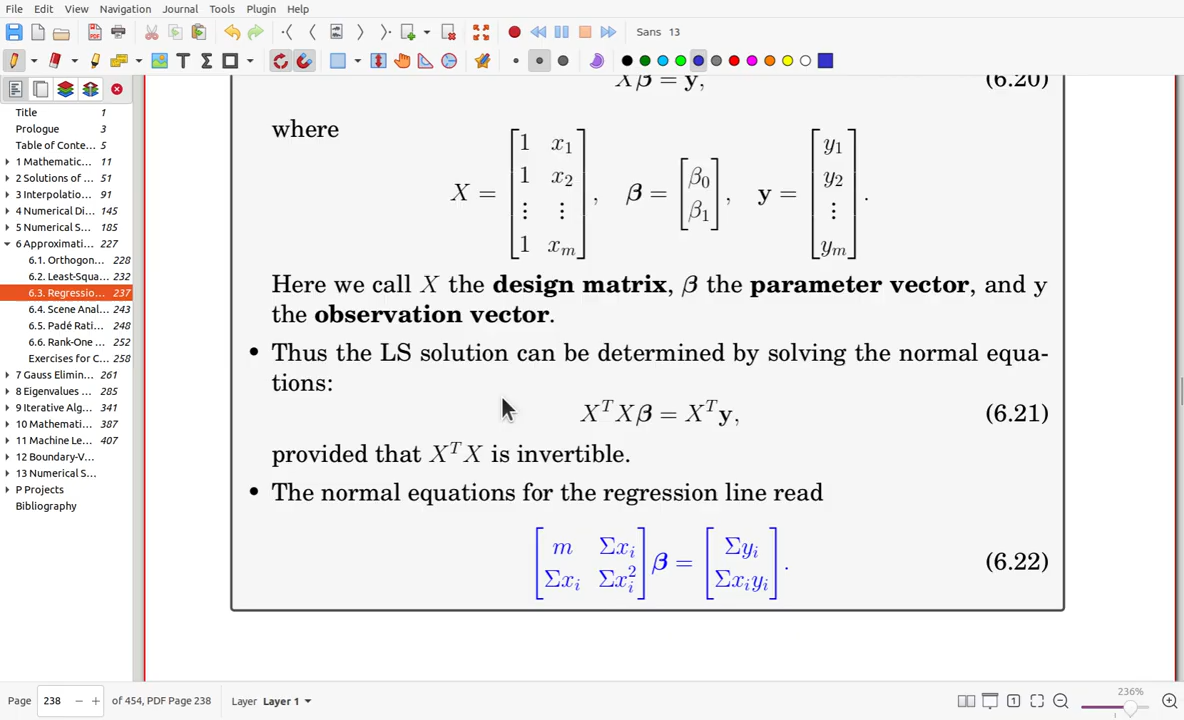 File Edit View Navigation Journal Tools Plugin Help
Sans 13
Title 1
Prologue 3
Table of Conte... 5
1 Mathematic... 11
2 Solutions of ... 51
3 Interpolatio... 91
4 Numerical Di... 145
5 Numerical S... 185
6 Approximati... 227
6.1. Orthogon... 228
6.2. Least-Squa... 232
6.3. Regressio... 237
6.4. Scene Anal... 243
6.5. Padé Rati... 248
6.6. Rank-One ... 252
Exercises for C... 258
7 Gauss Elimin... 261
8 Eigenvalues ... 285
9 Iterative Alg... 341
10 Mathemati... 387
11 Machine Le... 407
12 Boundary-V...
13 Numerical S...
P Projects
Bibliography
Xβ = y, (6.20)
where
X = [1 x₁; 1 x₂; ⋮ ⋮; 1 xₘ], β = [β₀; β₁], y = [y₁; y₂; ⋮; yₘ].
Here we call X the design matrix, β the parameter vector, and y
the observation vector.
• Thus the LS solution can be determined by solving the normal equa-
tions:
XᵀXβ = Xᵀy, (6.21)
provided that XᵀX is invertible.
• The normal equations for the regression line read
[m Σxᵢ; Σxᵢ Σxᵢ²] β = [Σyᵢ; Σxᵢyᵢ]. (6.22)
Page 238 − + of 454, PDF Page 238 Layer Layer 1 236%